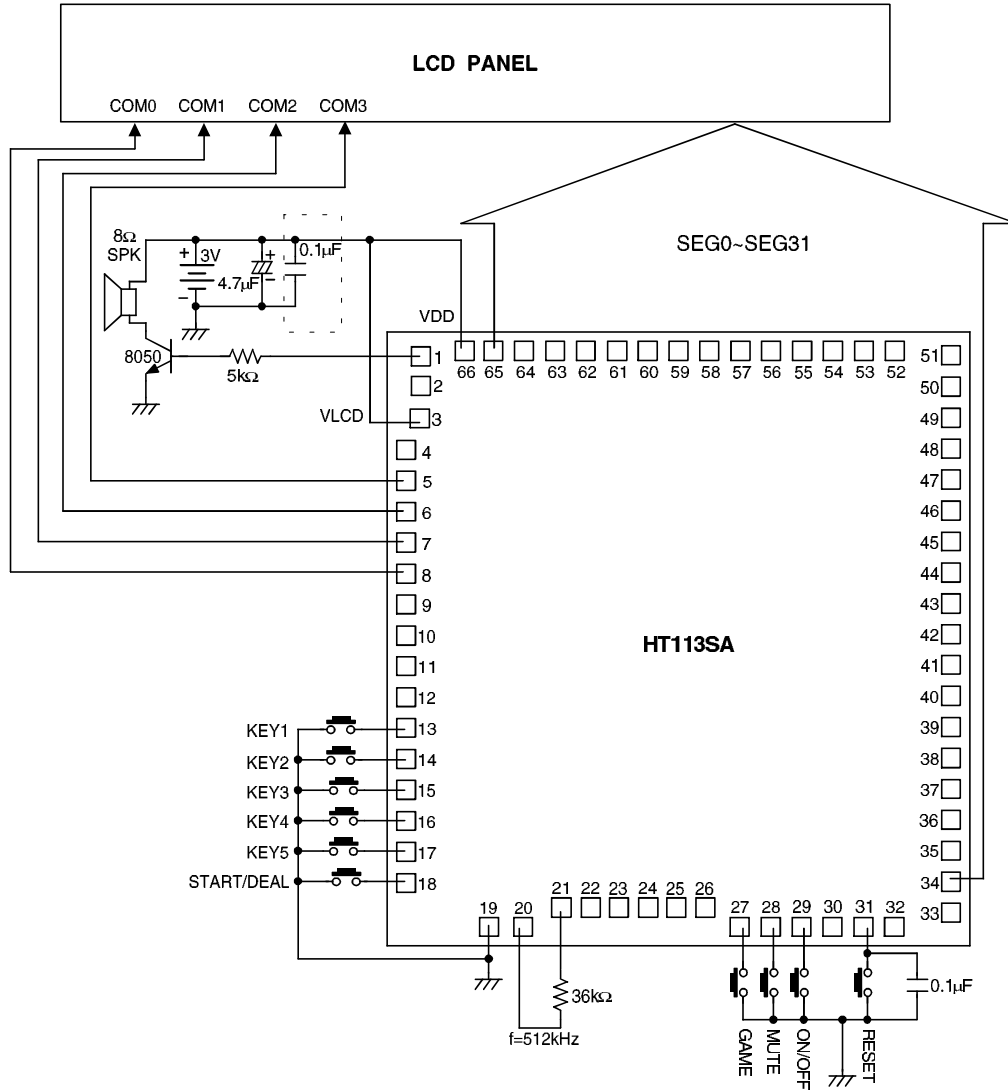 LCD PANEL
COM0 COM1 COM2 COM3
SEG0~SEG31
8Ω
SPK
+ 3V
−
4.7μF
+
−
0.1μF
VDD
8050
5kΩ
VLCD
1
2
3
4
5
6
7
8
9
10
11
12
13
14
15
16
17
18
66 65 64 63 62 61 60 59 58 57 56 55 54 53 52
51
50
49
48
47
46
45
44
43
42
41
40
39
38
37
36
35
34
33
HT113SA
KEY1
KEY2
KEY3
KEY4
KEY5
START/DEAL
19 20 21 22 23 24 25 26 27 28 29 30 31 32
36kΩ
f=512kHz
0.1μF
GAME
MUTE
ON/OFF
RESET